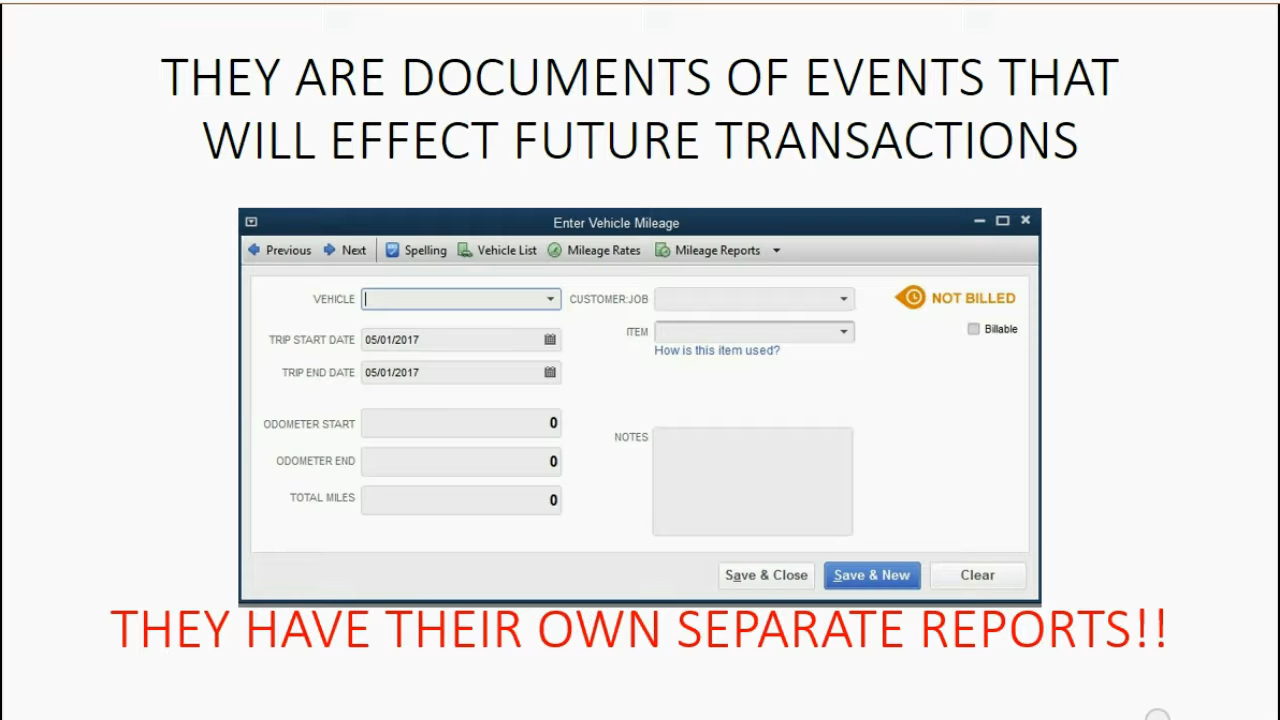 THEY ARE DOCUMENTS OF EVENTS THAT
WILL EFFECT FUTURE TRANSACTIONS
Enter Vehicle Mileage
Previous Next Spelling Vehicle List Mileage Rates Mileage Reports
VEHICLE CUSTOMER:JOB NOT BILLED
ITEM Billable
TRIP START DATE 05/01/2017
How is this item used?
TRIP END DATE 05/01/2017
ODOMETER START 0
NOTES
ODOMETER END 0
TOTAL MILES 0
Save & Close Save & New Clear
THEY HAVE THEIR OWN SEPARATE REPORTS!!